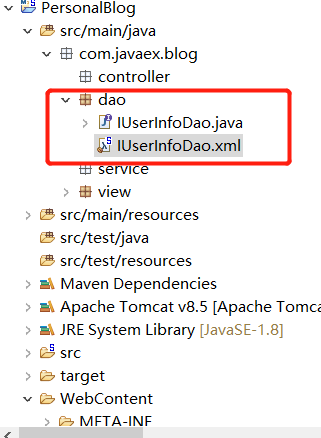 PersonalBlog
src/main/java
com.javaex.blog
controller
dao
IUserInfoDao.java
IUserInfoDao.xml
service
view
src/main/resources
src/test/java
src/test/resources
Maven Dependencies
Apache Tomcat v8.5 [Apache Tomca
JRE System Library [JavaSE-1.8]
src
target
WebContent
META-INF